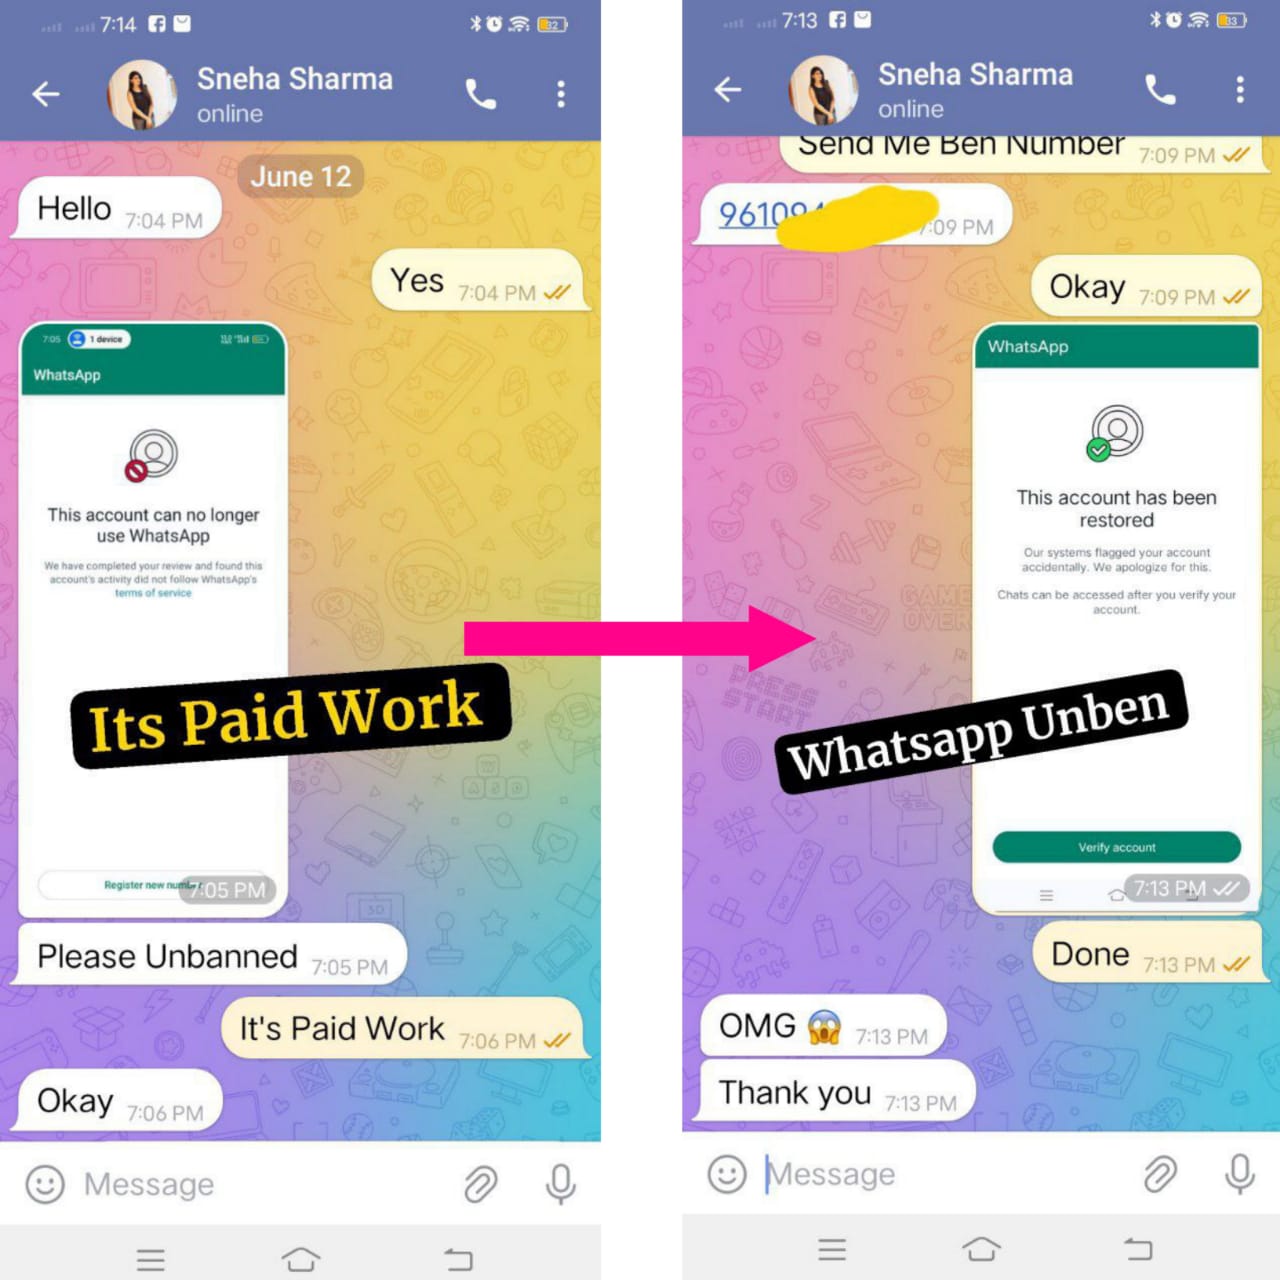 7:14
32
Sneha Sharma
online
June 12
Hello 7:04 PM
Yes 7:04 PM
7:05 1 device
WhatsApp
This account can no longer
use WhatsApp
We have completed your review and found this
account's activity did not follow WhatsApp's
terms of service
Its Paid Work
Register new number
7:05 PM
Please Unbanned 7:05 PM
It's Paid Work 7:06 PM
Okay 7:06 PM
Message
7:13
33
Sneha Sharma
online
Send Me Ben Number 7:09 PM
96109 7:09 PM
Okay 7:09 PM
WhatsApp
This account has been
restored
Our systems flagged your account
accidentally. We apologize for this.
Chats can be accessed after you verify your
account.
GAME
OVER
PRESS
START
Whatsapp Unben
Verify account
7:13 PM
Done 7:13 PM
OMG 😱 7:13 PM
Thank you 7:13 PM
Message